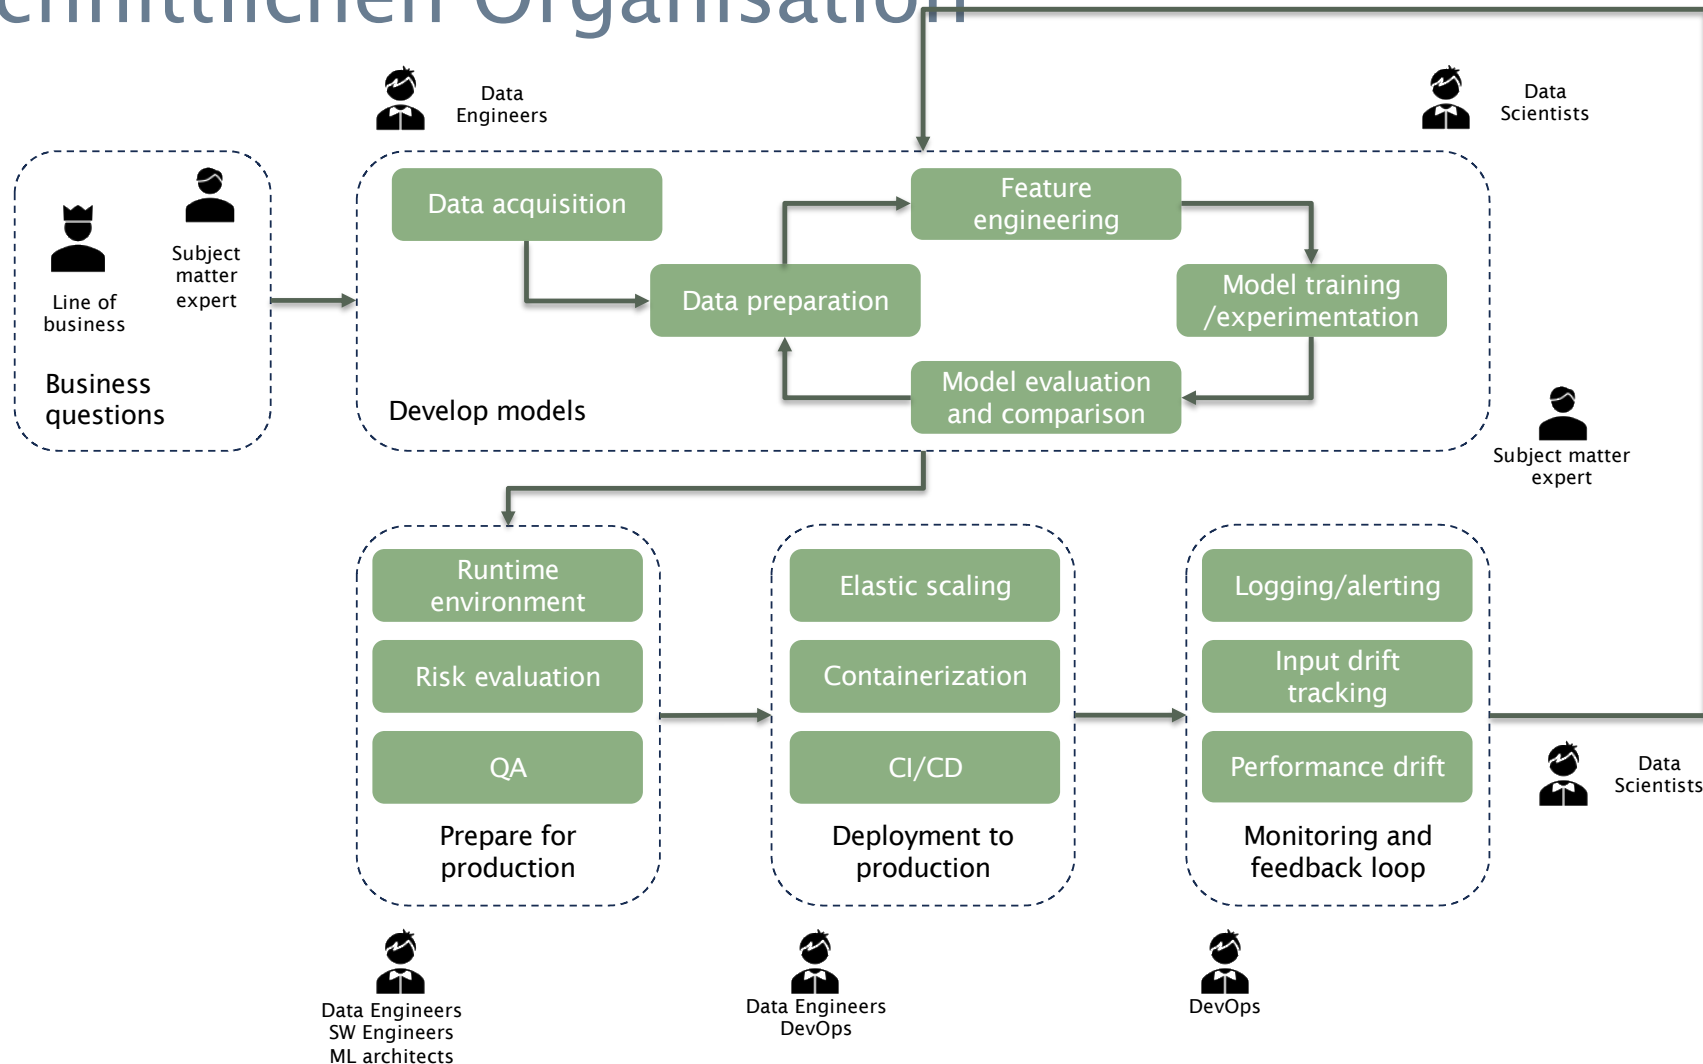 Organisation
Data
Engineers
Data
Scientists
Line of
business
Subject
matter
expert
Business
questions
Data acquisition
Data preparation
Feature
engineering
Model training
/experimentation
Model evaluation
and comparison
Develop models
Subject matter
expert
Runtime
environment
Risk evaluation
QA
Prepare for
production
Elastic scaling
Containerization
CI/CD
Deployment to
production
Logging/alerting
Input drift
tracking
Performance drift
Monitoring and
feedback loop
Data
Scientists
Data Engineers
SW Engineers
ML architects
Data Engineers
DevOps
DevOps